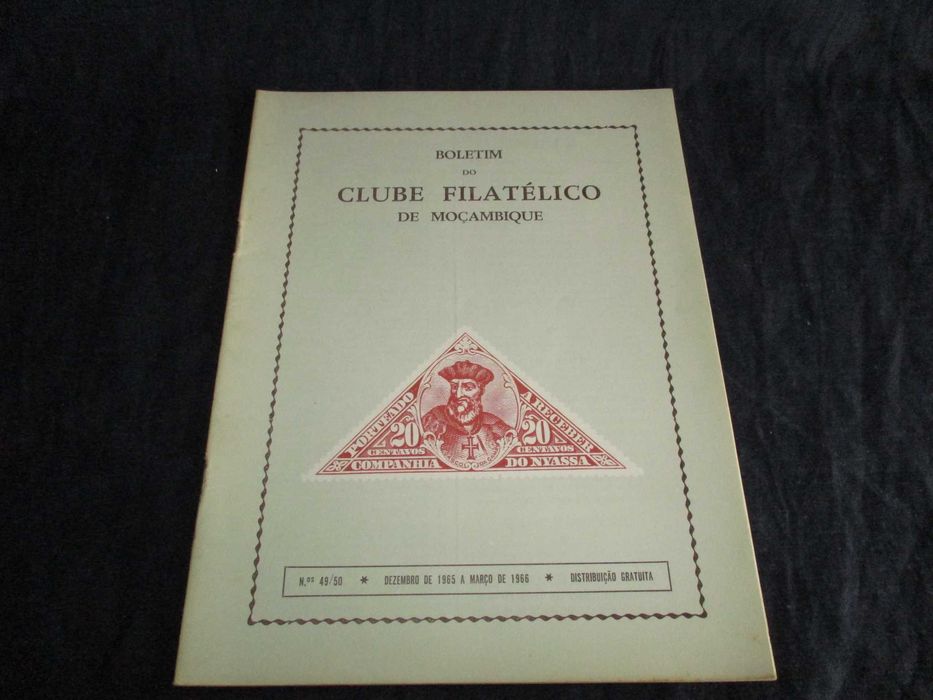 BOLETIM
DO
CLUBE FILATÉLICO
DE MOÇAMBIQUE
PORTEADO A RECEBER
20 20
CENTAVOS CENTAVOS
COMPANHIA DO NYASSA
N.os 49/50 * DEZEMBRO DE 1965 A MARÇO DE 1966 * DISTRIBUIÇÃO GRATUITA